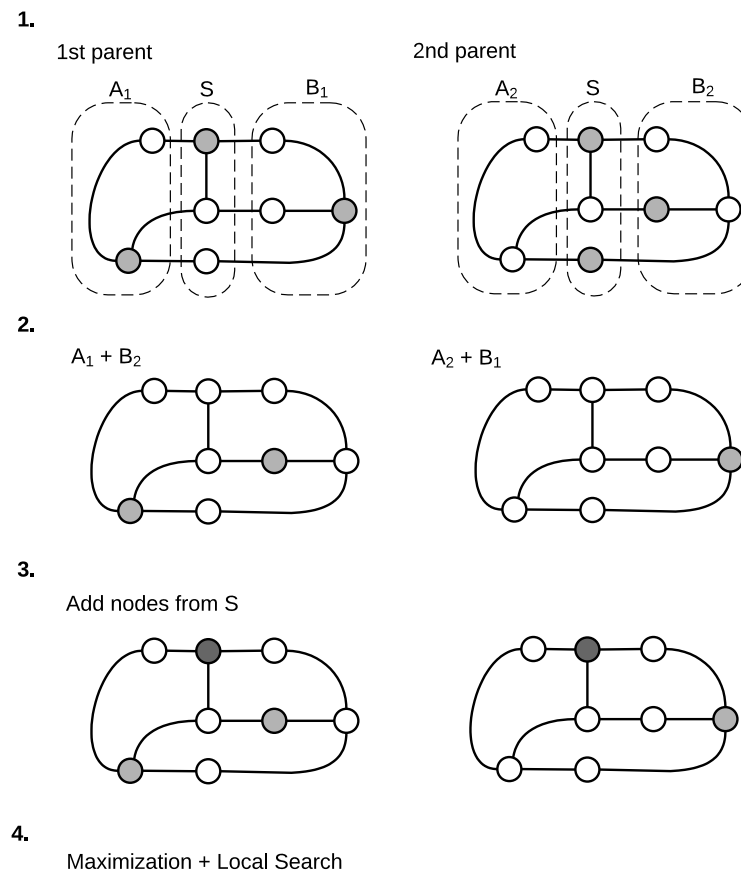 1.
1st parent
2nd parent
A₁
S
B₁
A₂
S
B₂
2.
A₁ + B₂
A₂ + B₁
3.
Add nodes from S
4.
Maximization + Local Search